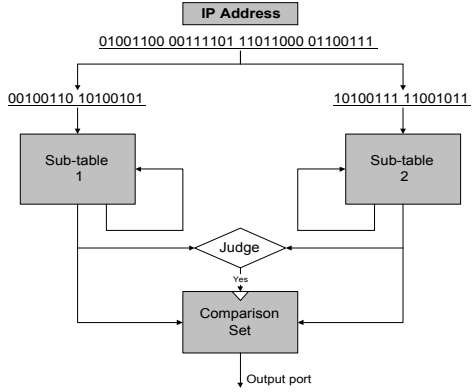 IP Address
01001100 00111101 11011000 01100111
00100110 10100101
10100111 11001011
Sub-table
1
Sub-table
2
Judge
Yes
Comparison
Set
Output port